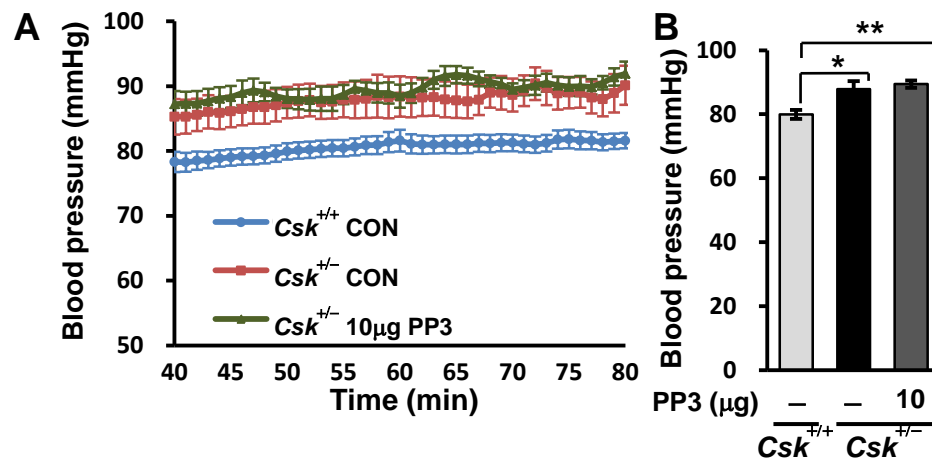 A
Blood pressure (mmHg)
100
90
80
70
60
50
Csk+/+ CON
Csk+/− CON
Csk+/− 10µg PP3
40 45 50 55 60 65 70 75 80
Time (min)
B
Blood pressure (mmHg)
100
80
60
40
20
0
**
*
PP3 (µg) – – 10
Csk+/+ Csk+/−